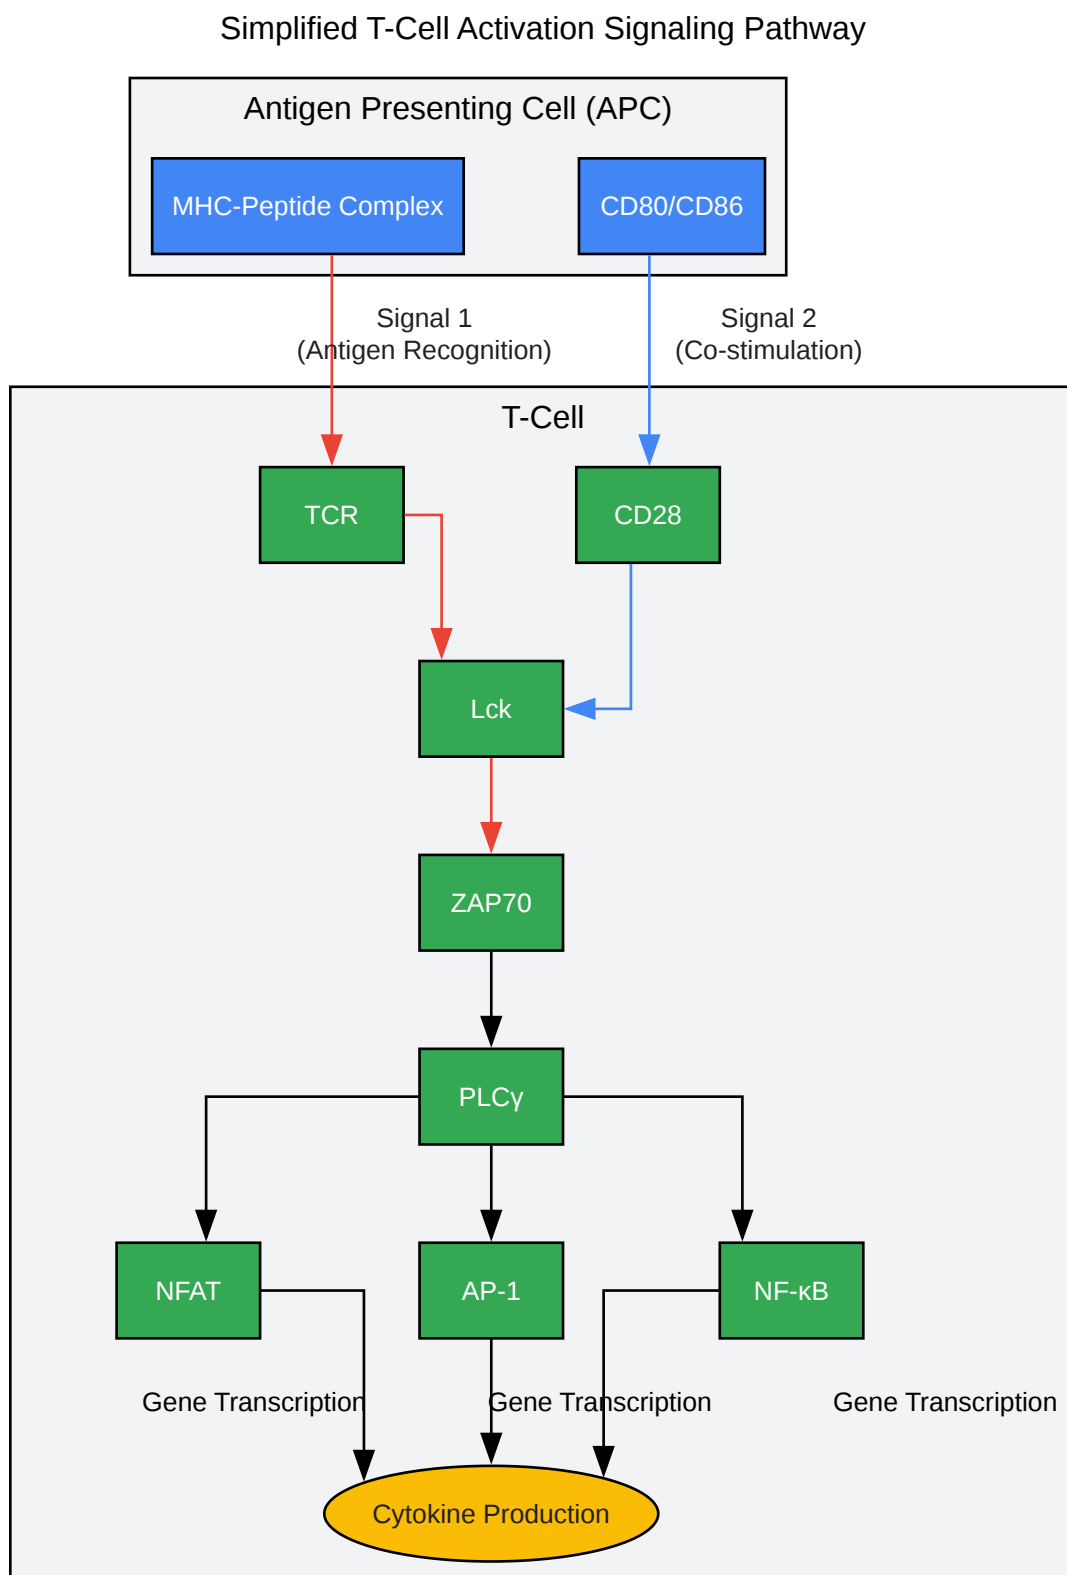 Simplified T-Cell Activation Signaling Pathway
Antigen Presenting Cell (APC)
MHC-Peptide Complex
CD80/CD86
Signal 1
(Antigen Recognition)
Signal 2
(Co-stimulation)
T-Cell
TCR
CD28
Lck
ZAP70
PLCγ
NFAT
AP-1
NF-κB
Gene Transcription
Gene Transcription
Gene Transcription
Cytokine Production